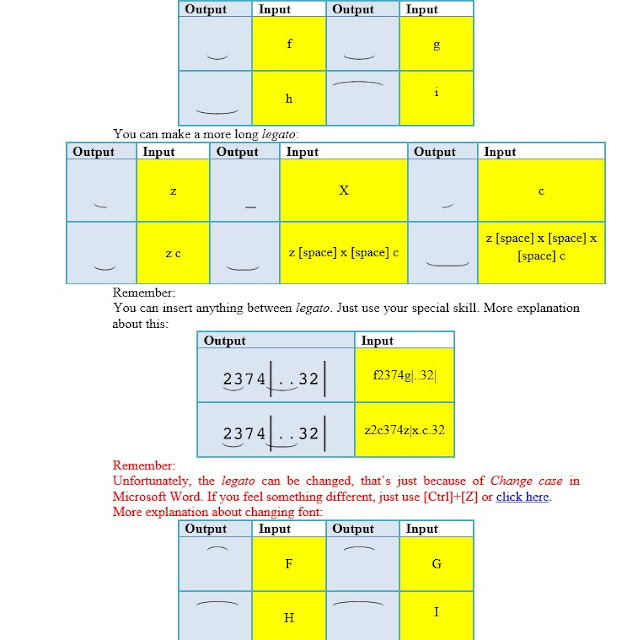 Output Input Output Input
f g
h i
You can make a more long legato:
Output Input Output Input Output Input
z X c
z c z [space] x [space] c z [space] x [space] x [space] c
Remember:
You can insert anything between legato. Just use your special skill. More explanation
about this:
Output Input
2374|..32| f2374g|..32|
2374|..32| z2c374z|x.c.32
Remember:
Unfortunately, the legato can be changed, that's just because of Change case in
Microsoft Word. If you feel something different, just use [Ctrl]+[Z] or click here.
More explanation about changing font:
Output Input Output Input
F G
H I